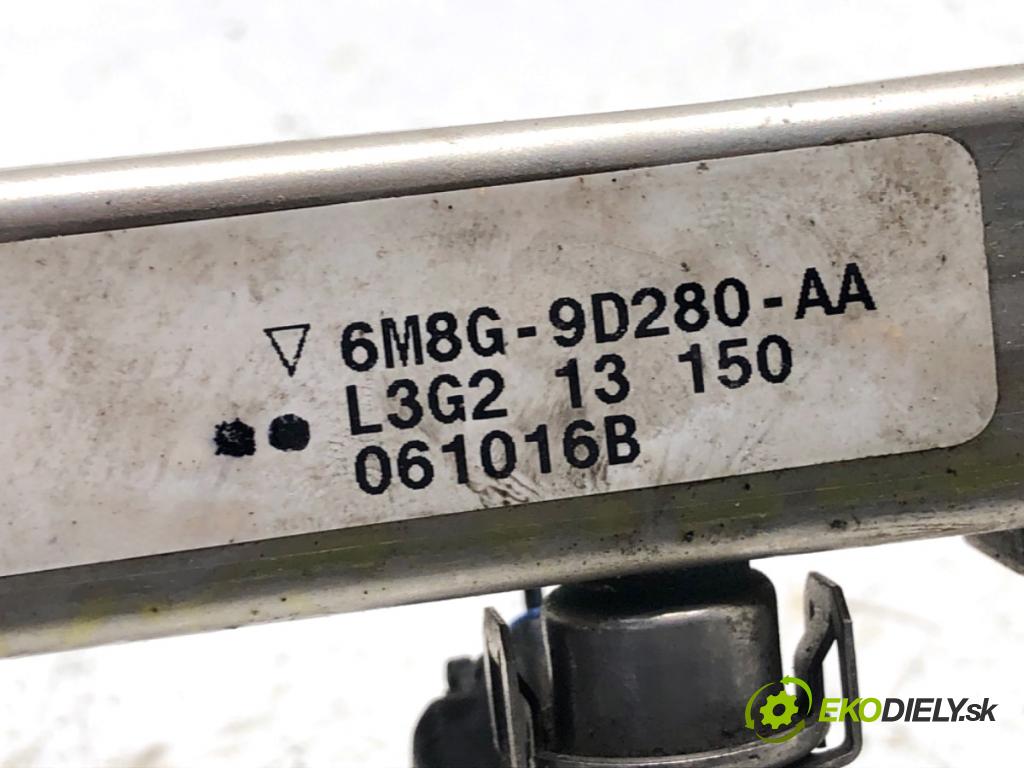 6M8G-9D280-AA
L3G2 13 150
061016B
EKODIELY.sk